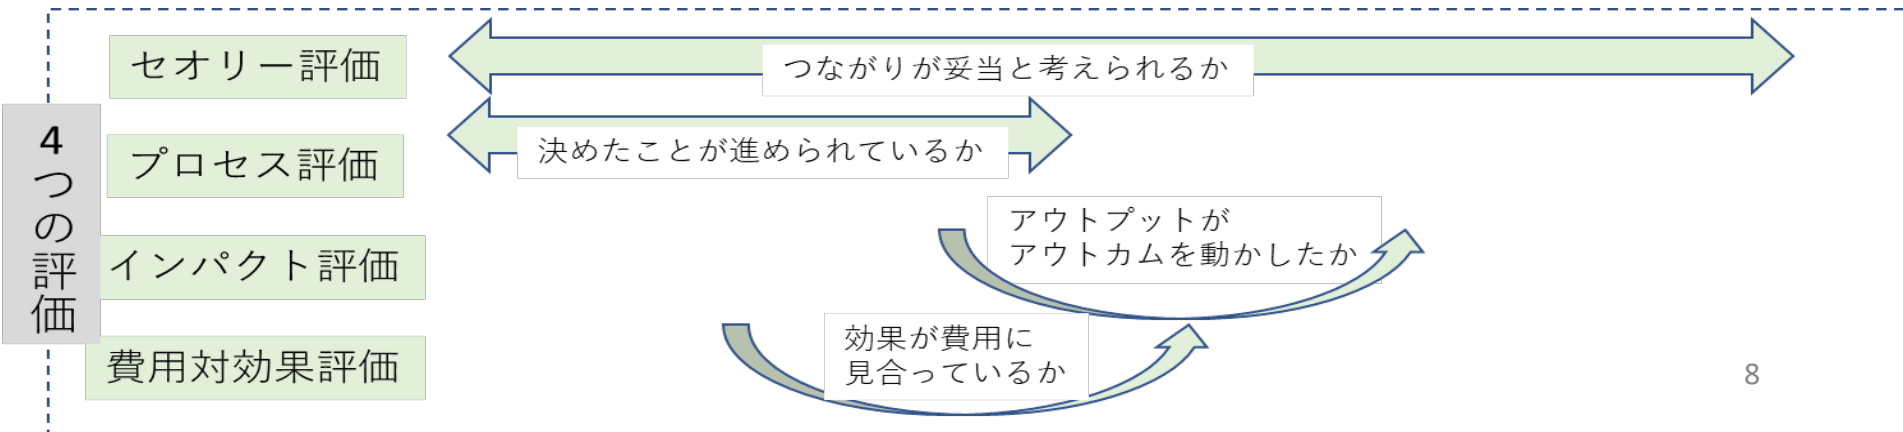 4つの評価
セオリー評価
つながりが妥当と考えられるか
プロセス評価
決めたことが進められているか
インパクト評価
アウトプットが
アウトカムを動かしたか
費用対効果評価
効果が費用に
見合っているか
8